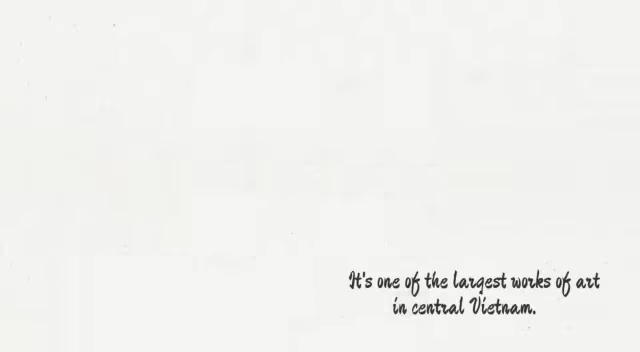 It's one of the largest works of art
in central Vietnam.